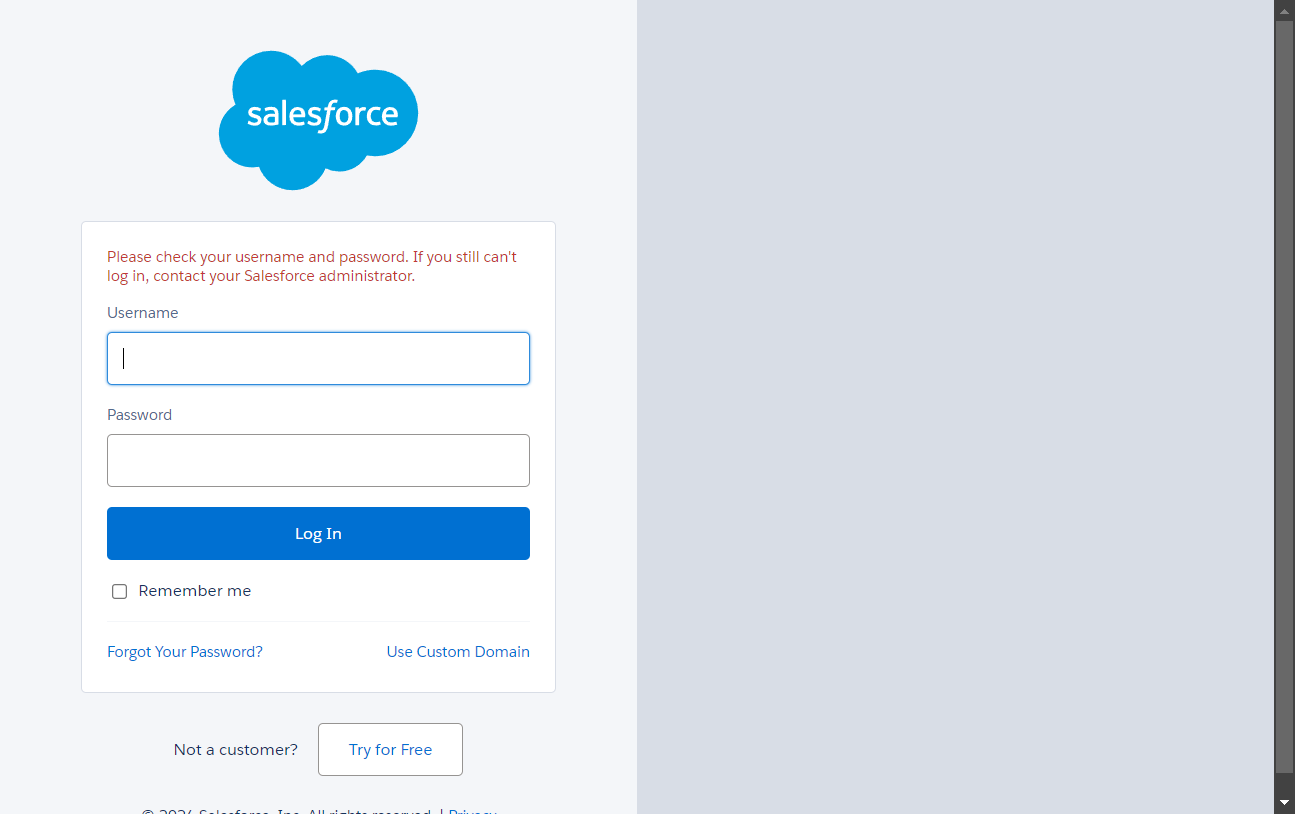 salesforce
Please check your username and password. If you still can't
log in, contact your Salesforce administrator.
Username
Password
Log In
Remember me
Forgot Your Password?
Use Custom Domain
Not a customer?
Try for Free
Salesforce, Inc. All rights reserved. | Privacy